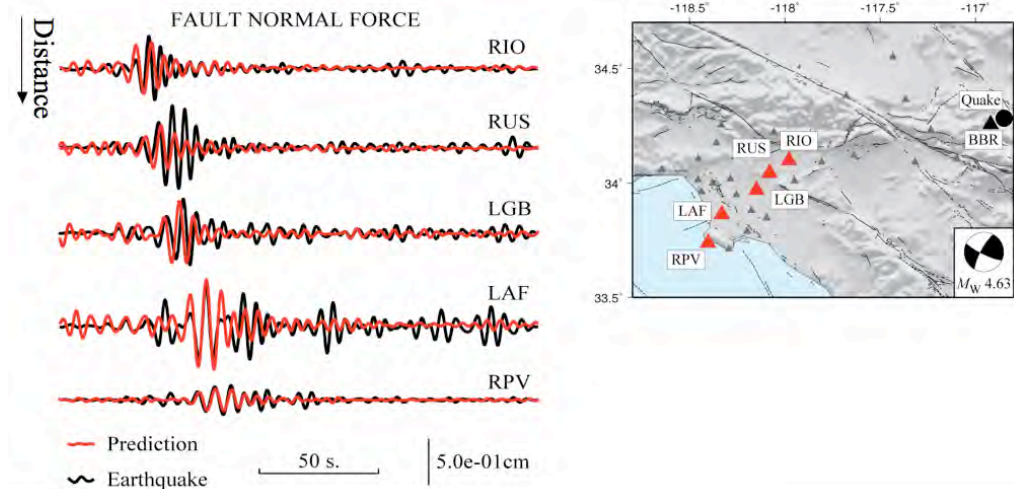 FAULT NORMAL FORCE
Distance
RIO
RUS
LGB
LAF
RPV
Prediction
Earthquake
50 s.
5.0e-01cm
-118.5
-118
-117.5
-117
34.5
34
33.5
Quake
BBR
RUS
RIO
LGB
LAF
RPV
MW 4.63